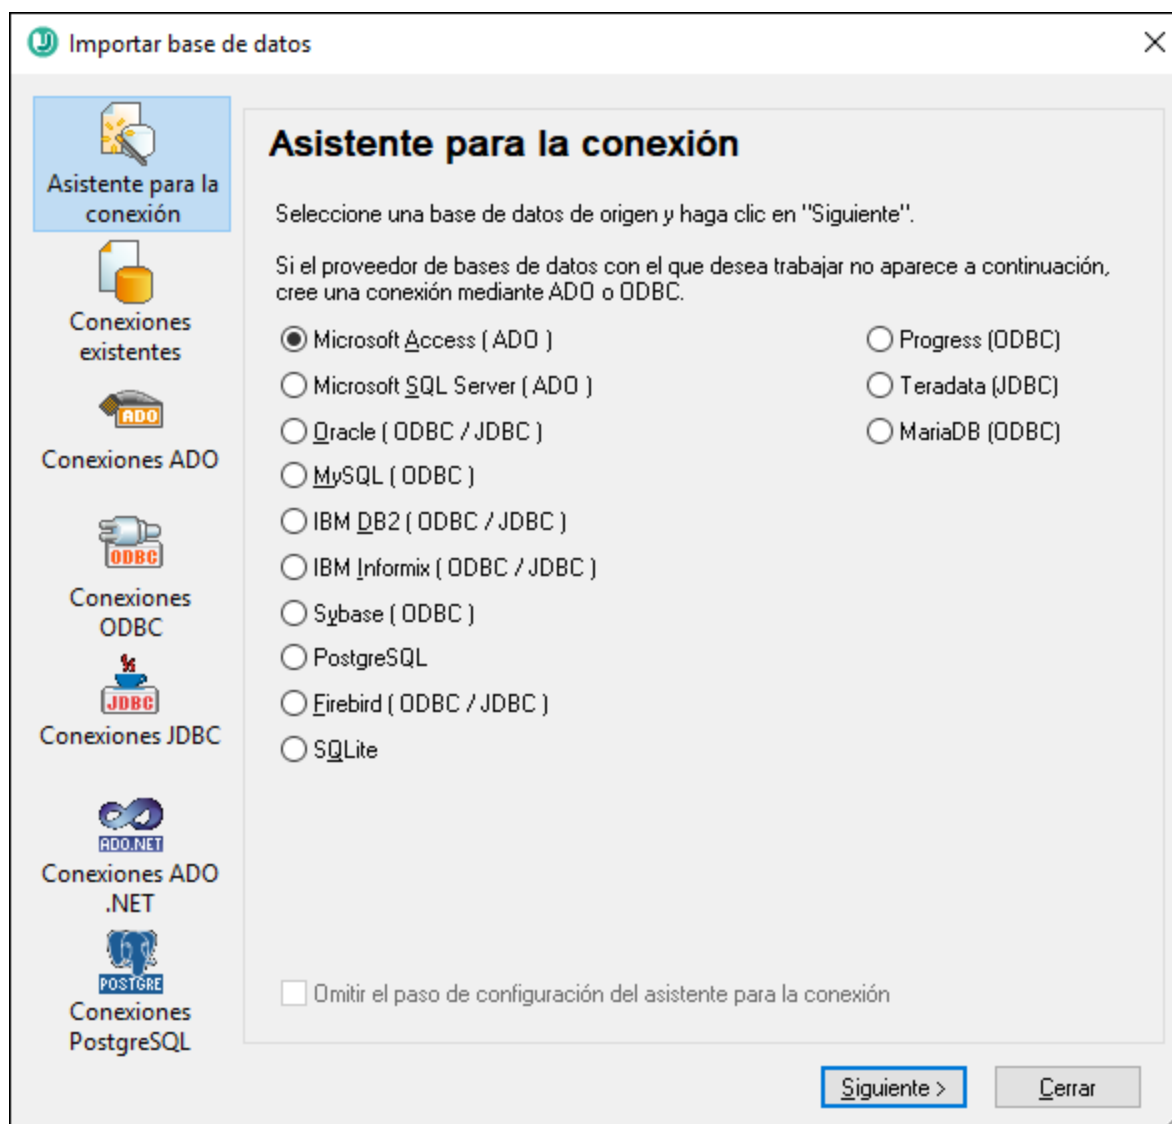 Importar base de datos
Asistente para la
conexión
Conexiones
existentes
ADO
Conexiones ADO
ODBC
Conexiones
ODBC
JDBC
Conexiones JDBC
ADO.NET
Conexiones ADO
.NET
POSTGRE
Conexiones
PostgreSQL
Asistente para la conexión
Seleccione una base de datos de origen y haga clic en "Siguiente".
Si el proveedor de bases de datos con el que desea trabajar no aparece a continuación,
cree una conexión mediante ADO o ODBC.
Microsoft Access ( ADO )
Microsoft SQL Server ( ADO )
Oracle ( ODBC / JDBC )
MySQL ( ODBC )
IBM DB2 ( ODBC / JDBC )
IBM Informix ( ODBC / JDBC )
Sybase ( ODBC )
PostgreSQL
Firebird ( ODBC / JDBC )
SQLite
Progress (ODBC)
Teradata (JDBC)
MariaDB (ODBC)
Omitir el paso de configuración del asistente para la conexión
Siguiente >
Cerrar